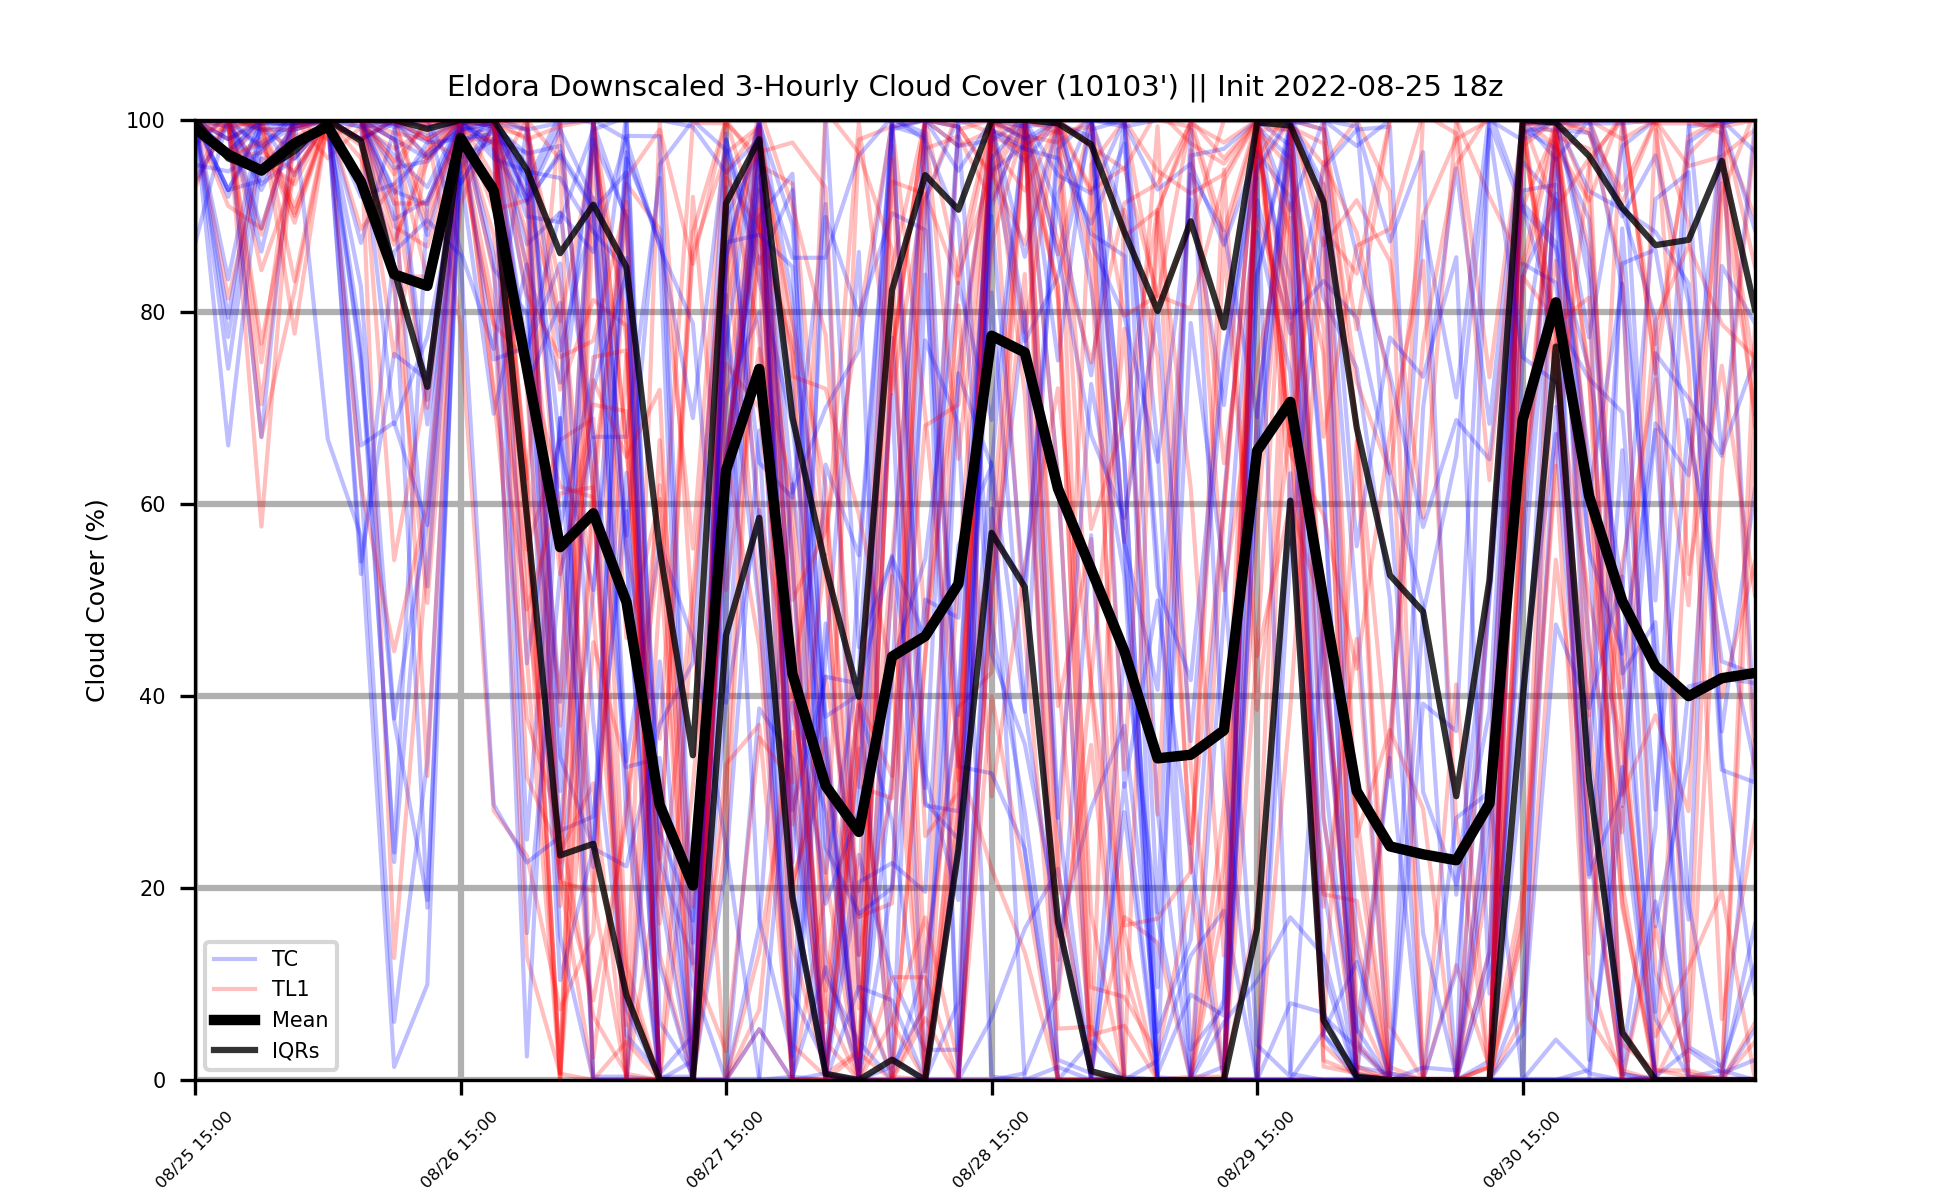 Eldora Downscaled 3-Hourly Cloud Cover (10103') || Init 2022-08-25 18z
Cloud Cover (%)
100
80
60
40
20
0
TC
TL1
Mean
IQRs
08/25 15:00
08/26 15:00
08/27 15:00
08/28 15:00
08/29 15:00
08/30 15:00